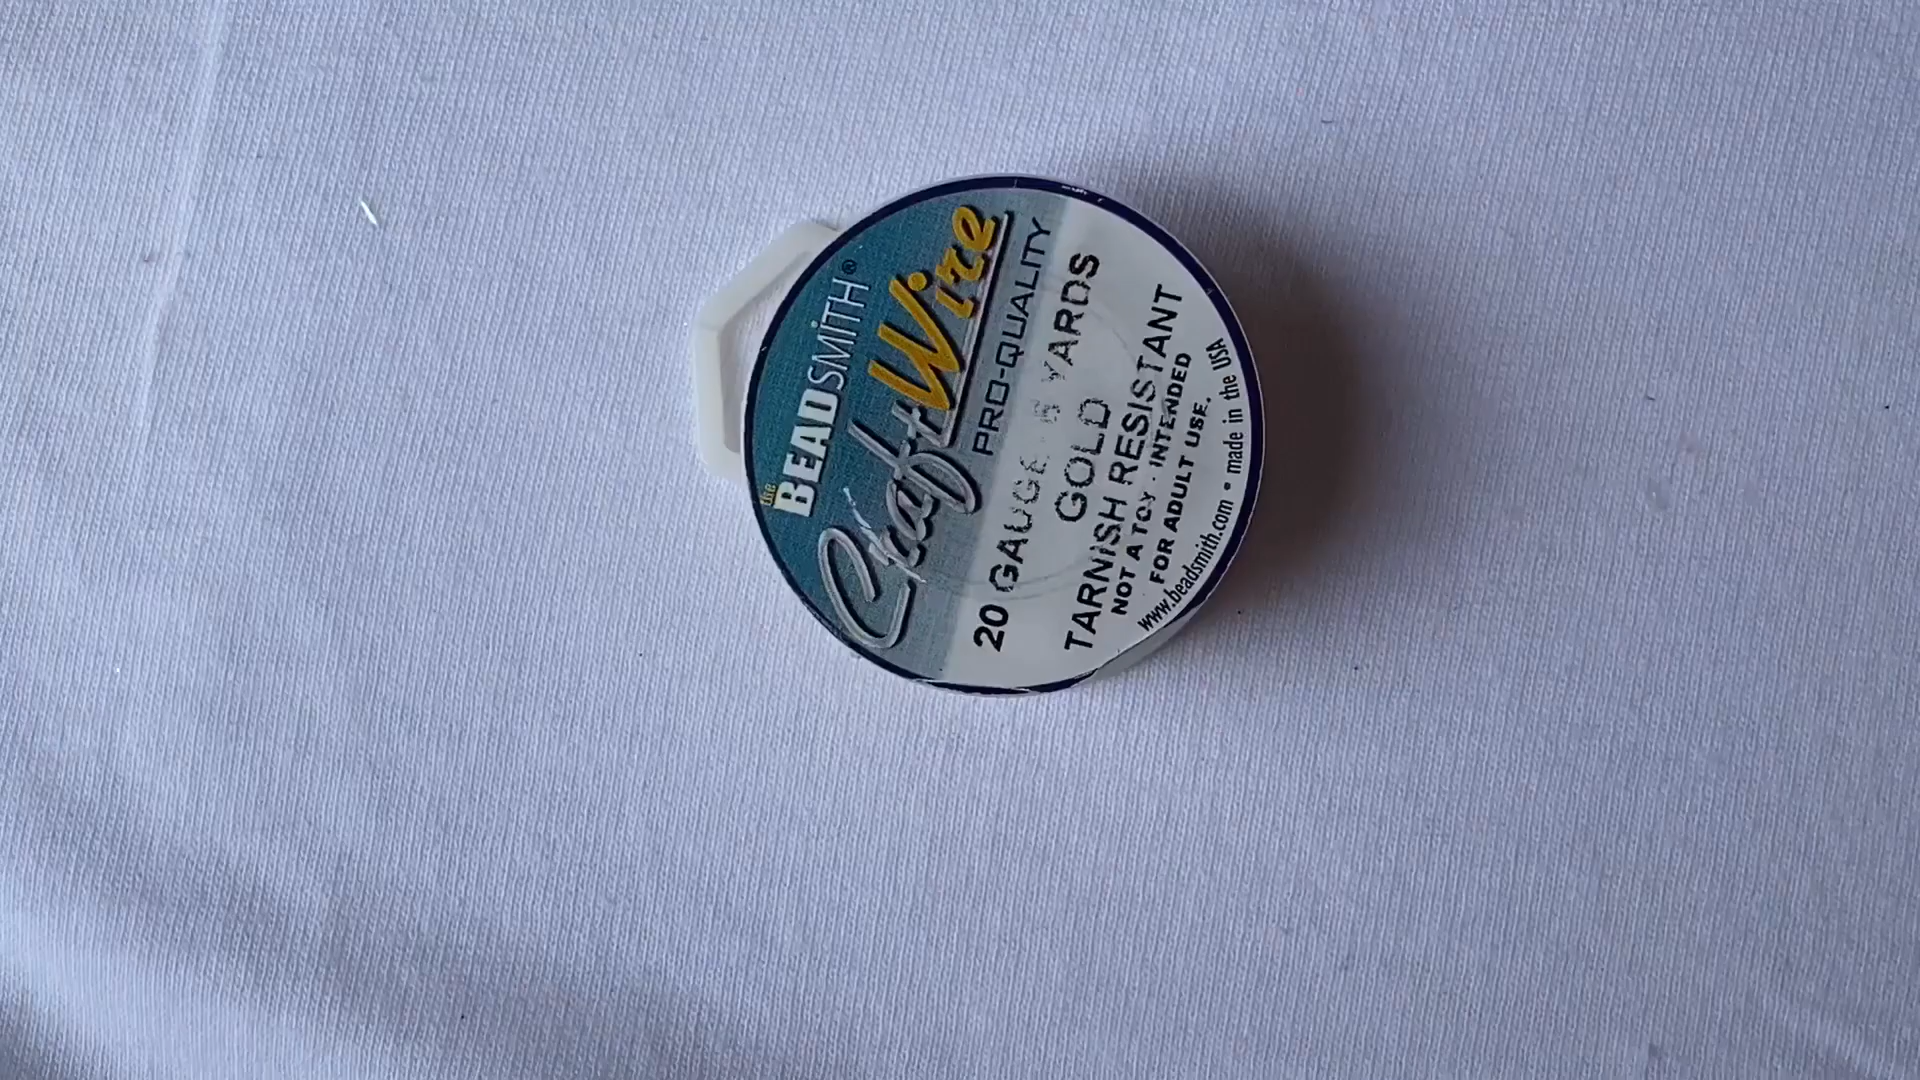 the
BEADSMiTH®
Craft Wire
PRO-QUALITY
20 GAUGE YARDS
GOLD
TARNISH RESISTANT
NOT A TOY - INTENDED
FOR ADULT USE.
www.beadsmith.com • made in the USA